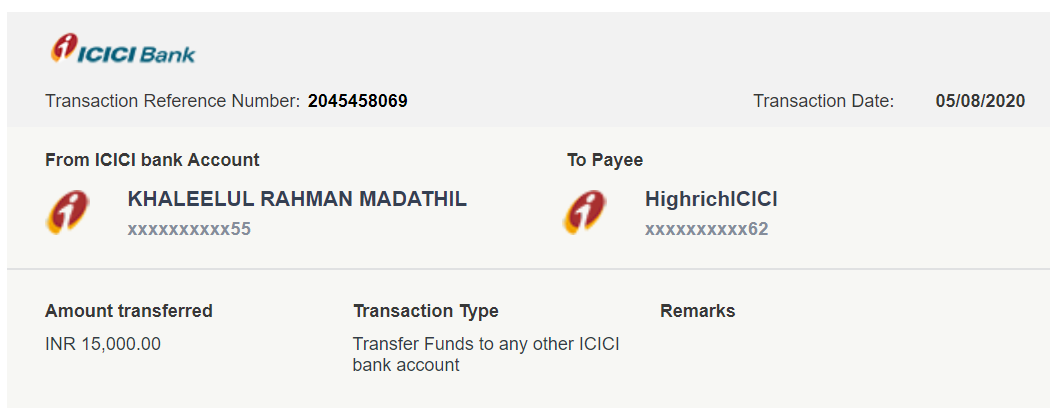 ICICI Bank
Transaction Reference Number: 2045458069 Transaction Date: 05/08/2020
From ICICI bank Account To Payee
KHALEELUL RAHMAN MADATHIL HighrichICICI
xxxxxxxxxx55 xxxxxxxxxx62
Amount transferred Transaction Type Remarks
INR 15,000.00 Transfer Funds to any other ICICI
bank account